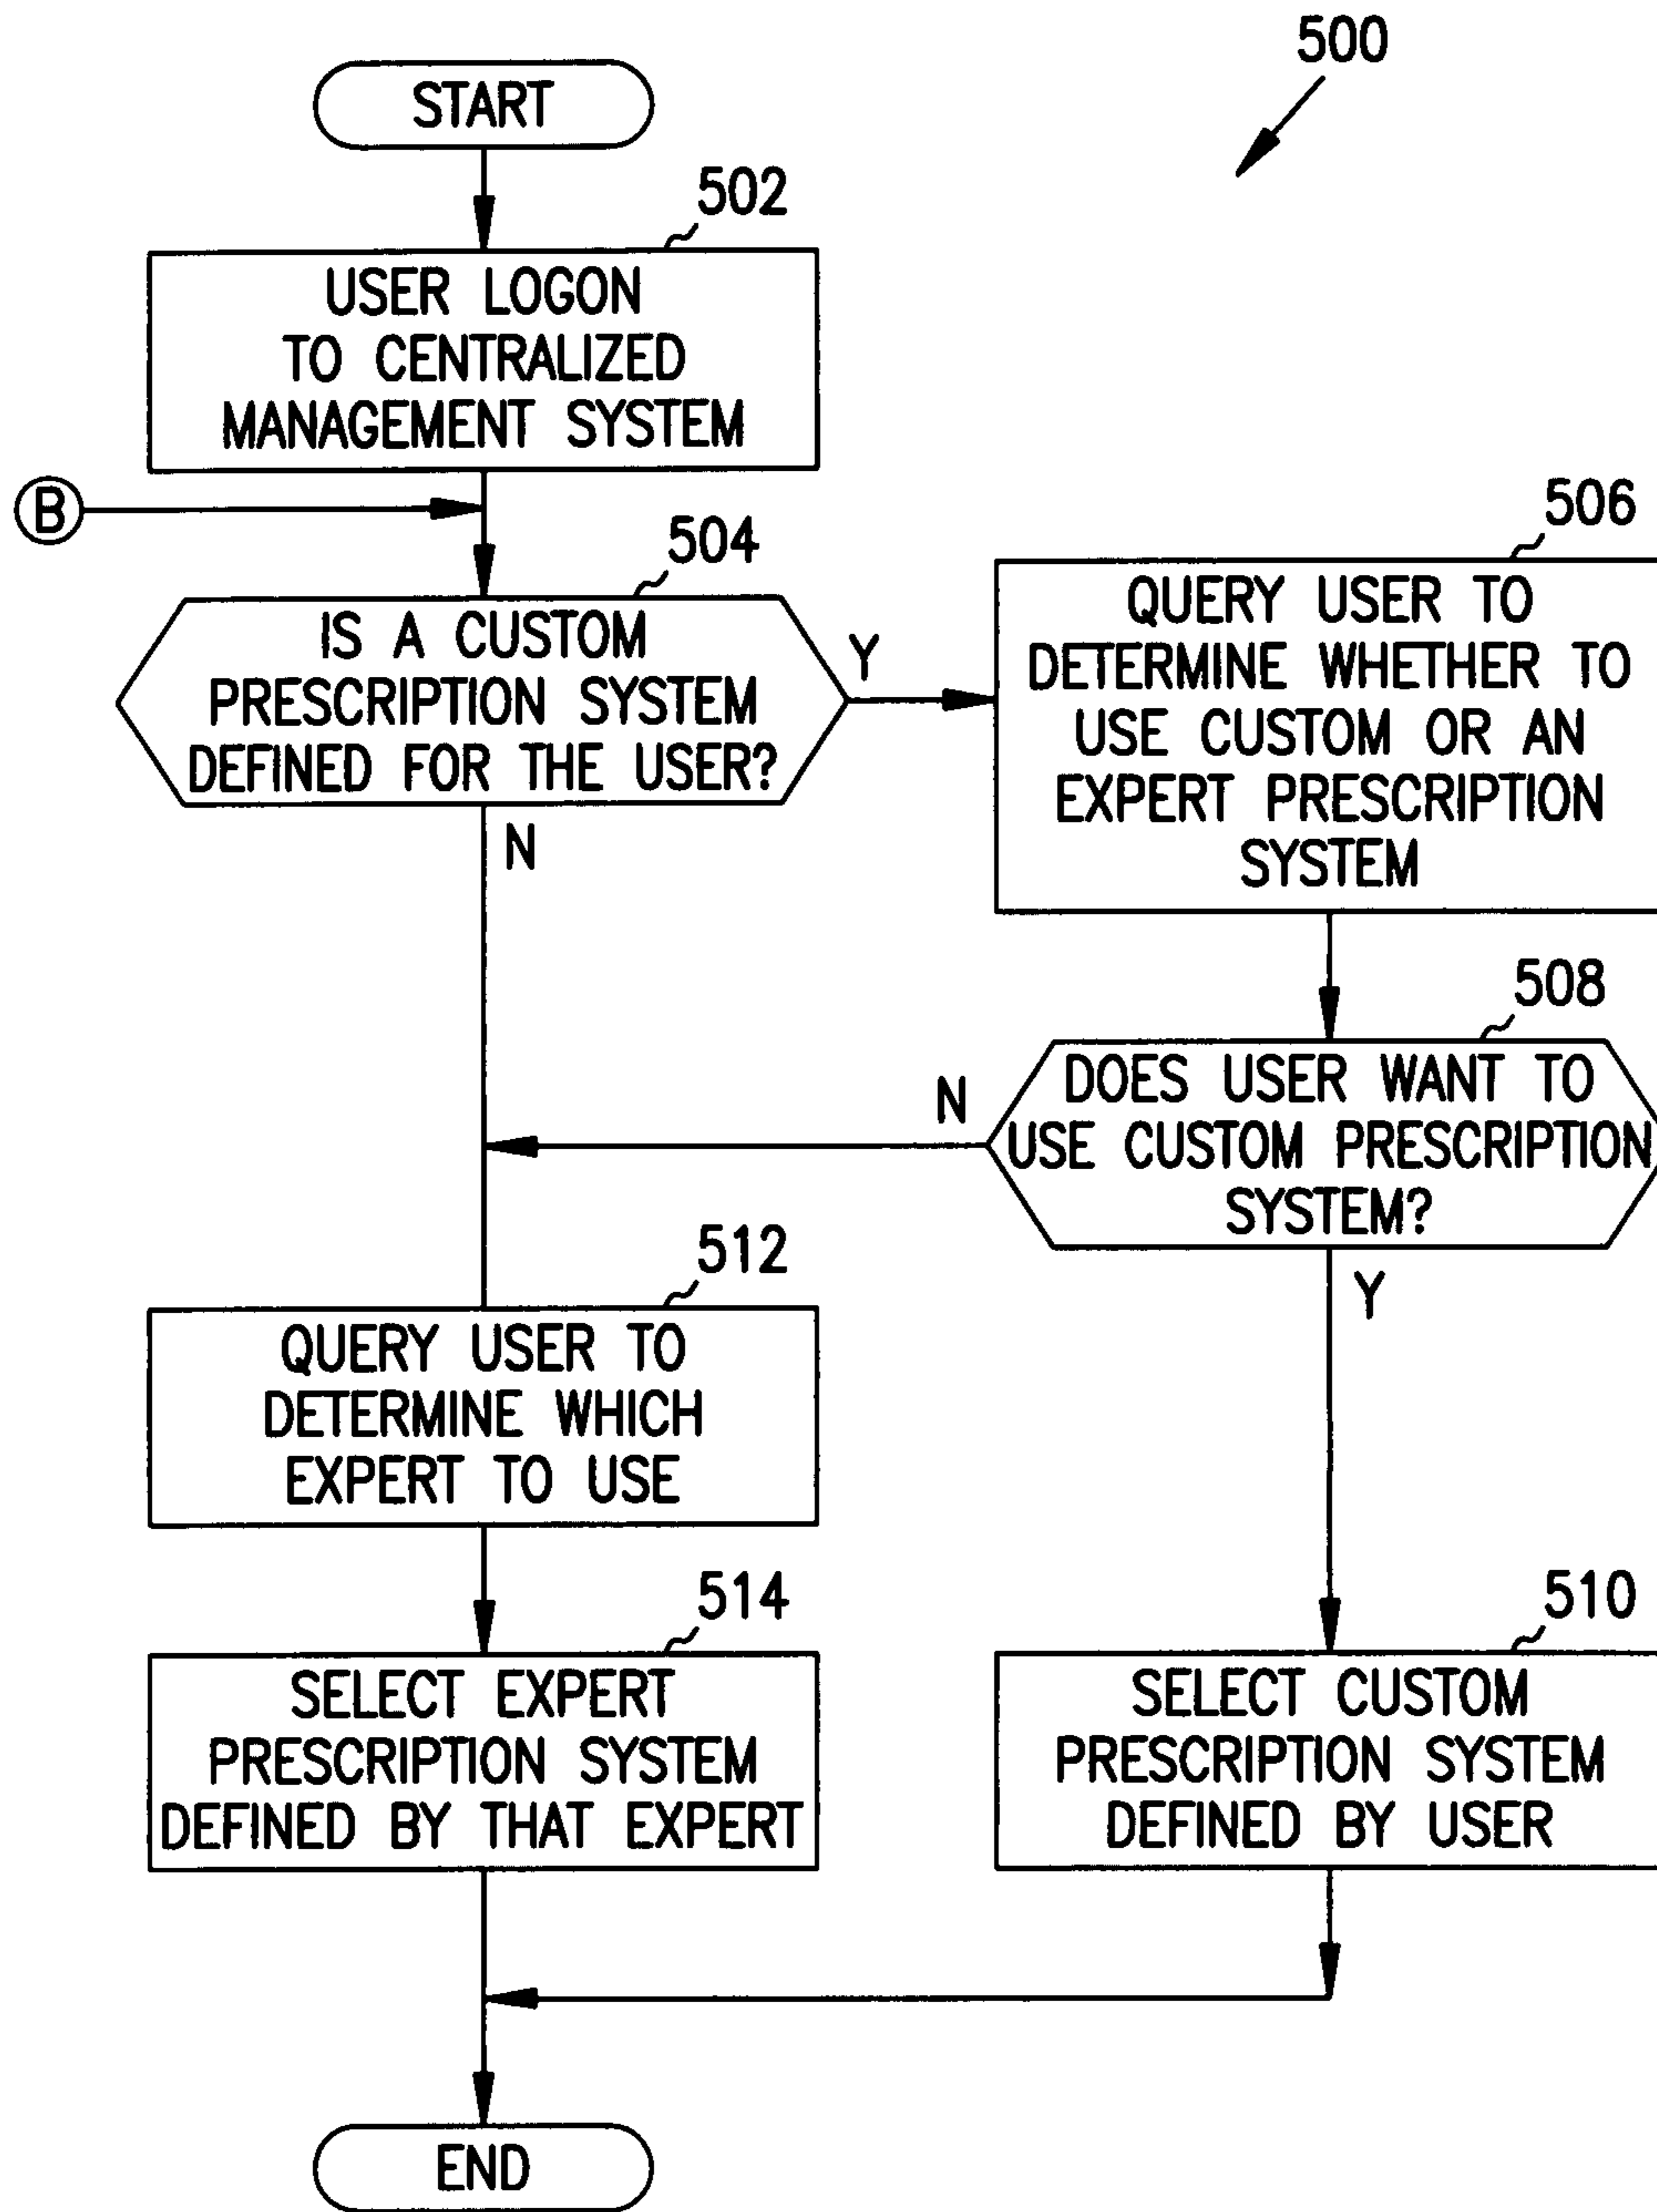 500
START
502
USER LOGON
TO CENTRALIZED
MANAGEMENT SYSTEM
B
504
IS A CUSTOM
PRESCRIPTION SYSTEM
DEFINED FOR THE USER?
Y
N
506
QUERY USER TO
DETERMINE WHETHER TO
USE CUSTOM OR AN
EXPERT PRESCRIPTION
SYSTEM
508
DOES USER WANT TO
USE CUSTOM PRESCRIPTION
SYSTEM?
N
Y
512
QUERY USER TO
DETERMINE WHICH
EXPERT TO USE
514
SELECT EXPERT
PRESCRIPTION SYSTEM
DEFINED BY THAT EXPERT
510
SELECT CUSTOM
PRESCRIPTION SYSTEM
DEFINED BY USER
END